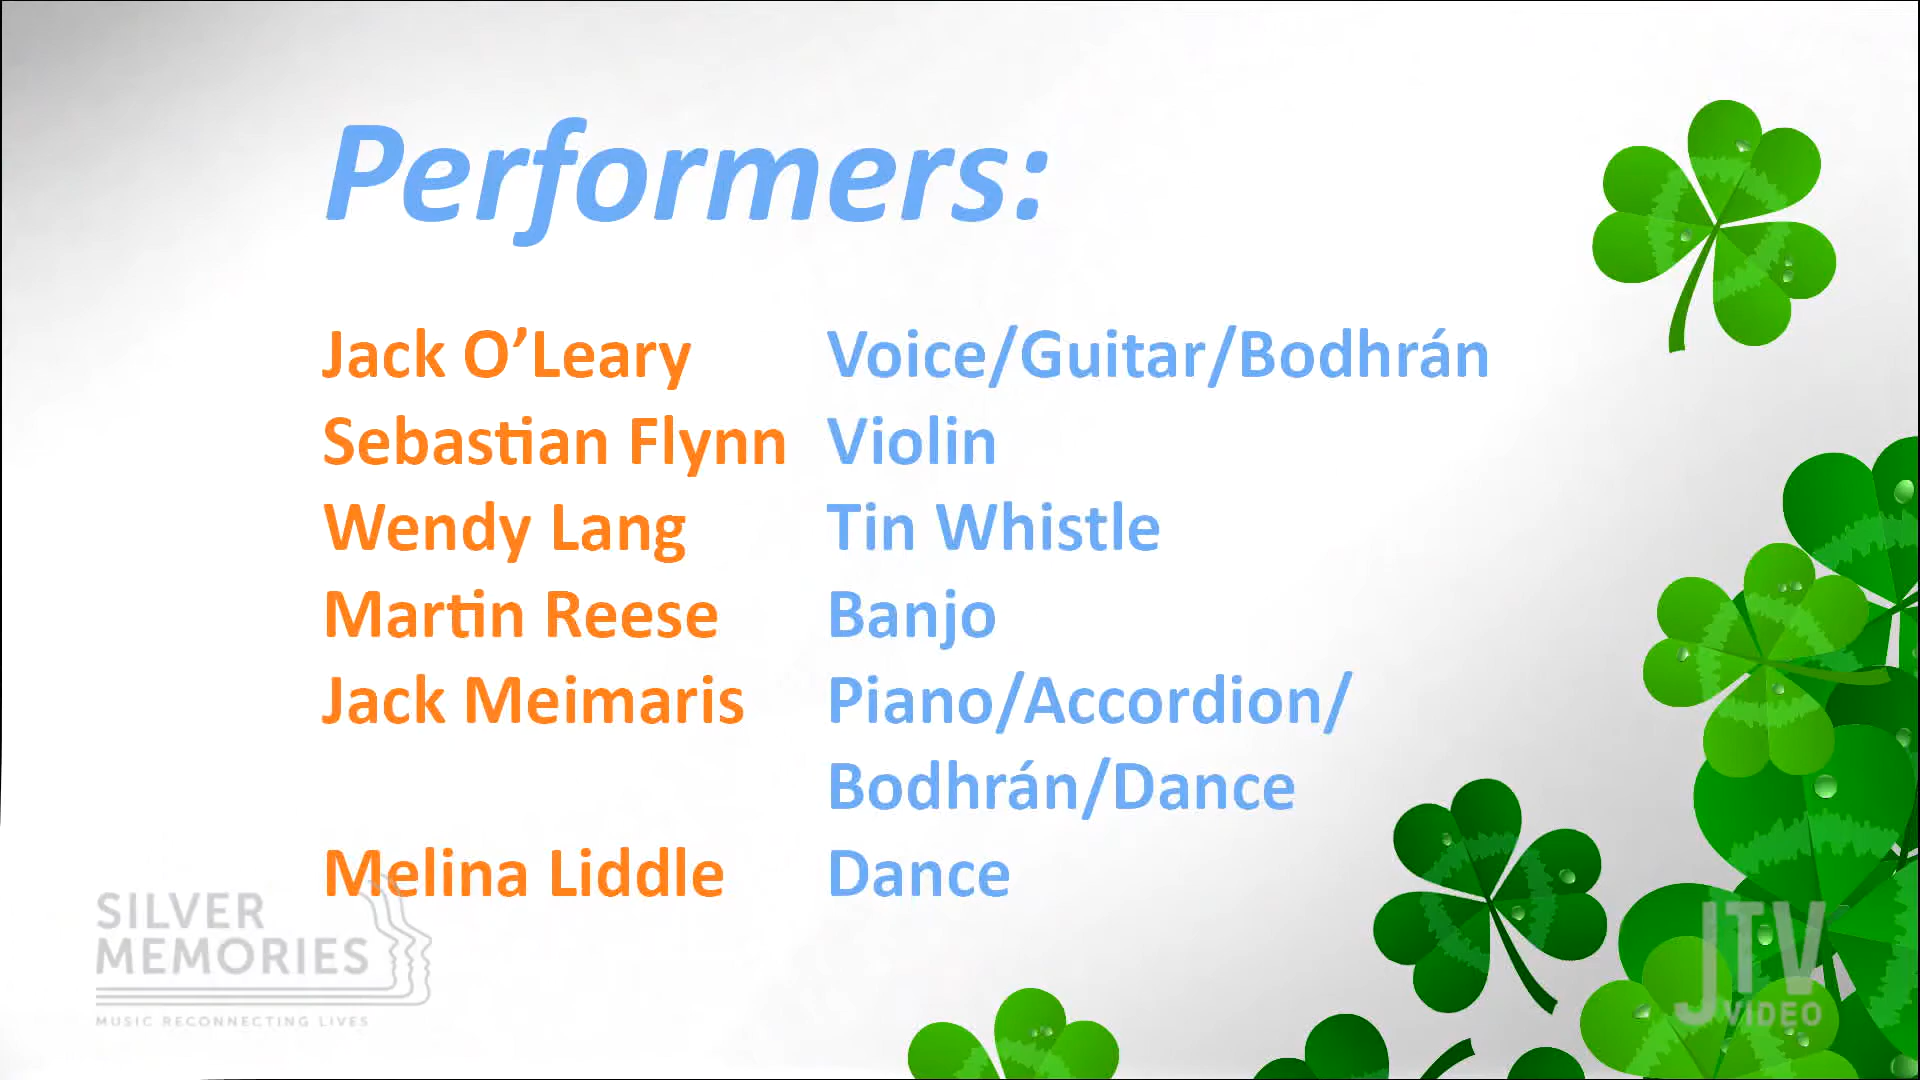 Performers:
Jack O’Leary Voice/Guitar/Bodhrán
Sebastian Flynn Violin
Wendy Lang Tin Whistle
Martin Reese Banjo
Jack Meimaris Piano/Accordion/
Bodhrán/Dance
Melina Liddle Dance
SILVER
MEMORIES
MUSIC RECONNECTING LIVES
JTV
VIDEO